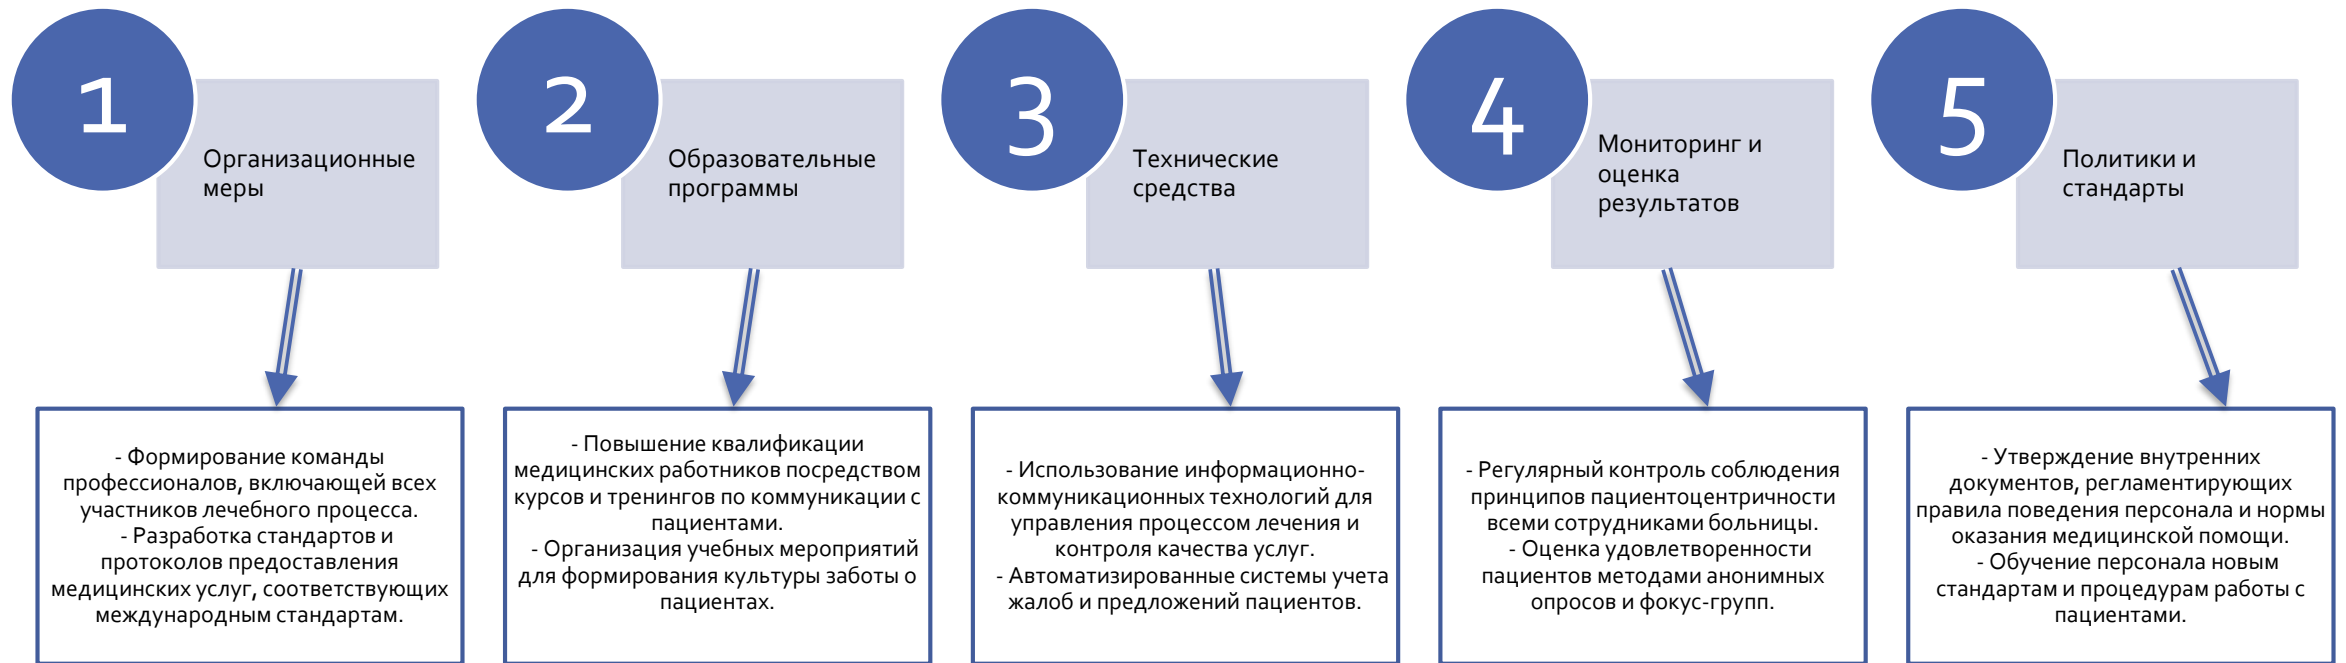 1
Организационные
меры
2
Образовательные
программы
3
Технические
средства
4
Мониторинг и
оценка
результатов
5
Политики и
стандарты
- Формирование команды
профессионалов, включающей всех
участников лечебного процесса.
- Разработка стандартов и
протоколов предоставления
медицинских услуг, соответствующих
международным стандартам.
- Повышение квалификации
медицинских работников посредством
курсов и тренингов по коммуникации с
пациентами.
- Организация учебных мероприятий
для формирования культуры заботы о
пациентах.
- Использование информационно-
коммуникационных технологий для
управления процессом лечения и
контроля качества услуг.
- Автоматизированные системы учета
жалоб и предложений пациентов.
- Регулярный контроль соблюдения
принципов пациентоцентричности
всеми сотрудниками больницы.
- Оценка удовлетворенности
пациентов методами анонимных
опросов и фокус-групп.
- Утверждение внутренних
документов, регламентирующих
правила поведения персонала и нормы
оказания медицинской помощи.
- Обучение персонала новым
стандартам и процедурам работы с
пациентами.